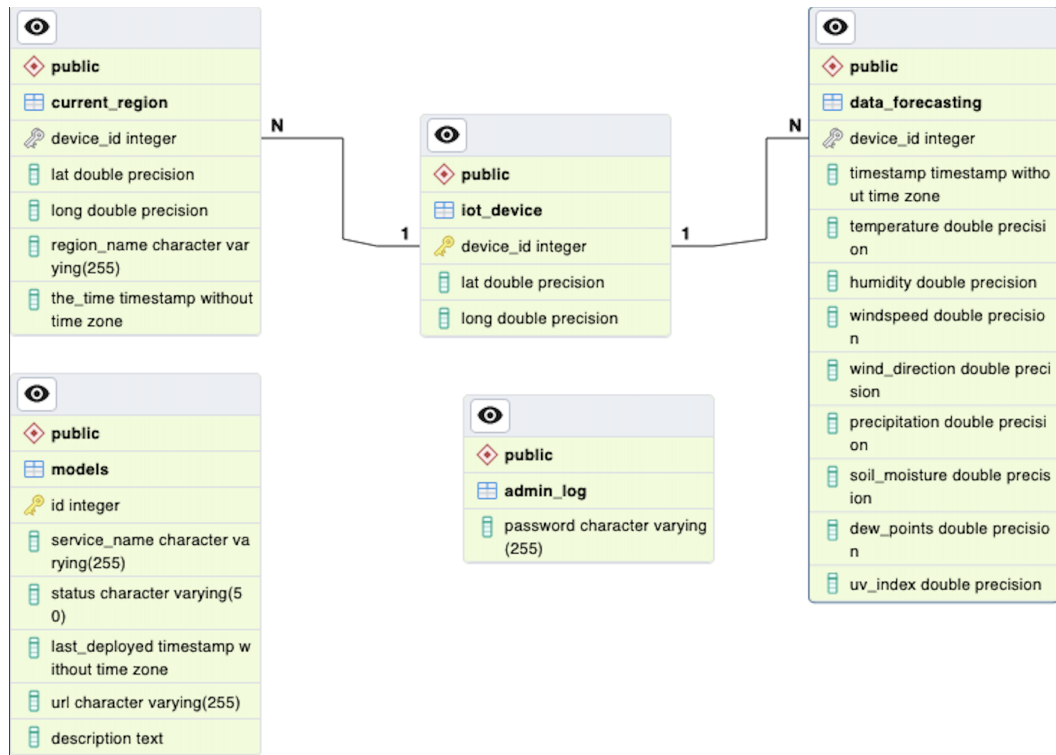 public
current_region
device_id integer
lat double precision
long double precision
region_name character var
ying(255)
the_time timestamp without
time zone
N
1
public
iot_device
device_id integer
lat double precision
long double precision
1
N
public
data_forecasting
device_id integer
timestamp timestamp witho
ut time zone
temperature double precisi
on
humidity double precision
windspeed double precisio
n
wind_direction double preci
sion
precipitation double precisi
on
soil_moisture double precis
ion
dew_points double precisio
n
uv_index double precision
public
models
id integer
service_name character va
rying(255)
status character varying(5
0)
last_deployed timestamp w
ithout time zone
url character varying(255)
description text
public
admin_log
password character varying
(255)